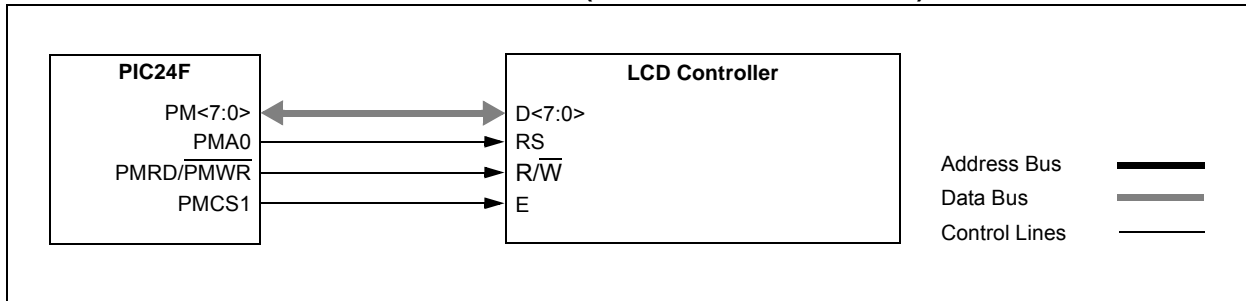 PIC24F
LCD Controller
PM<7:0>
D<7:0>
PMA0
RS
PMRD/PMWR
R/W
PMCS1
E
Address Bus
Data Bus
Control Lines